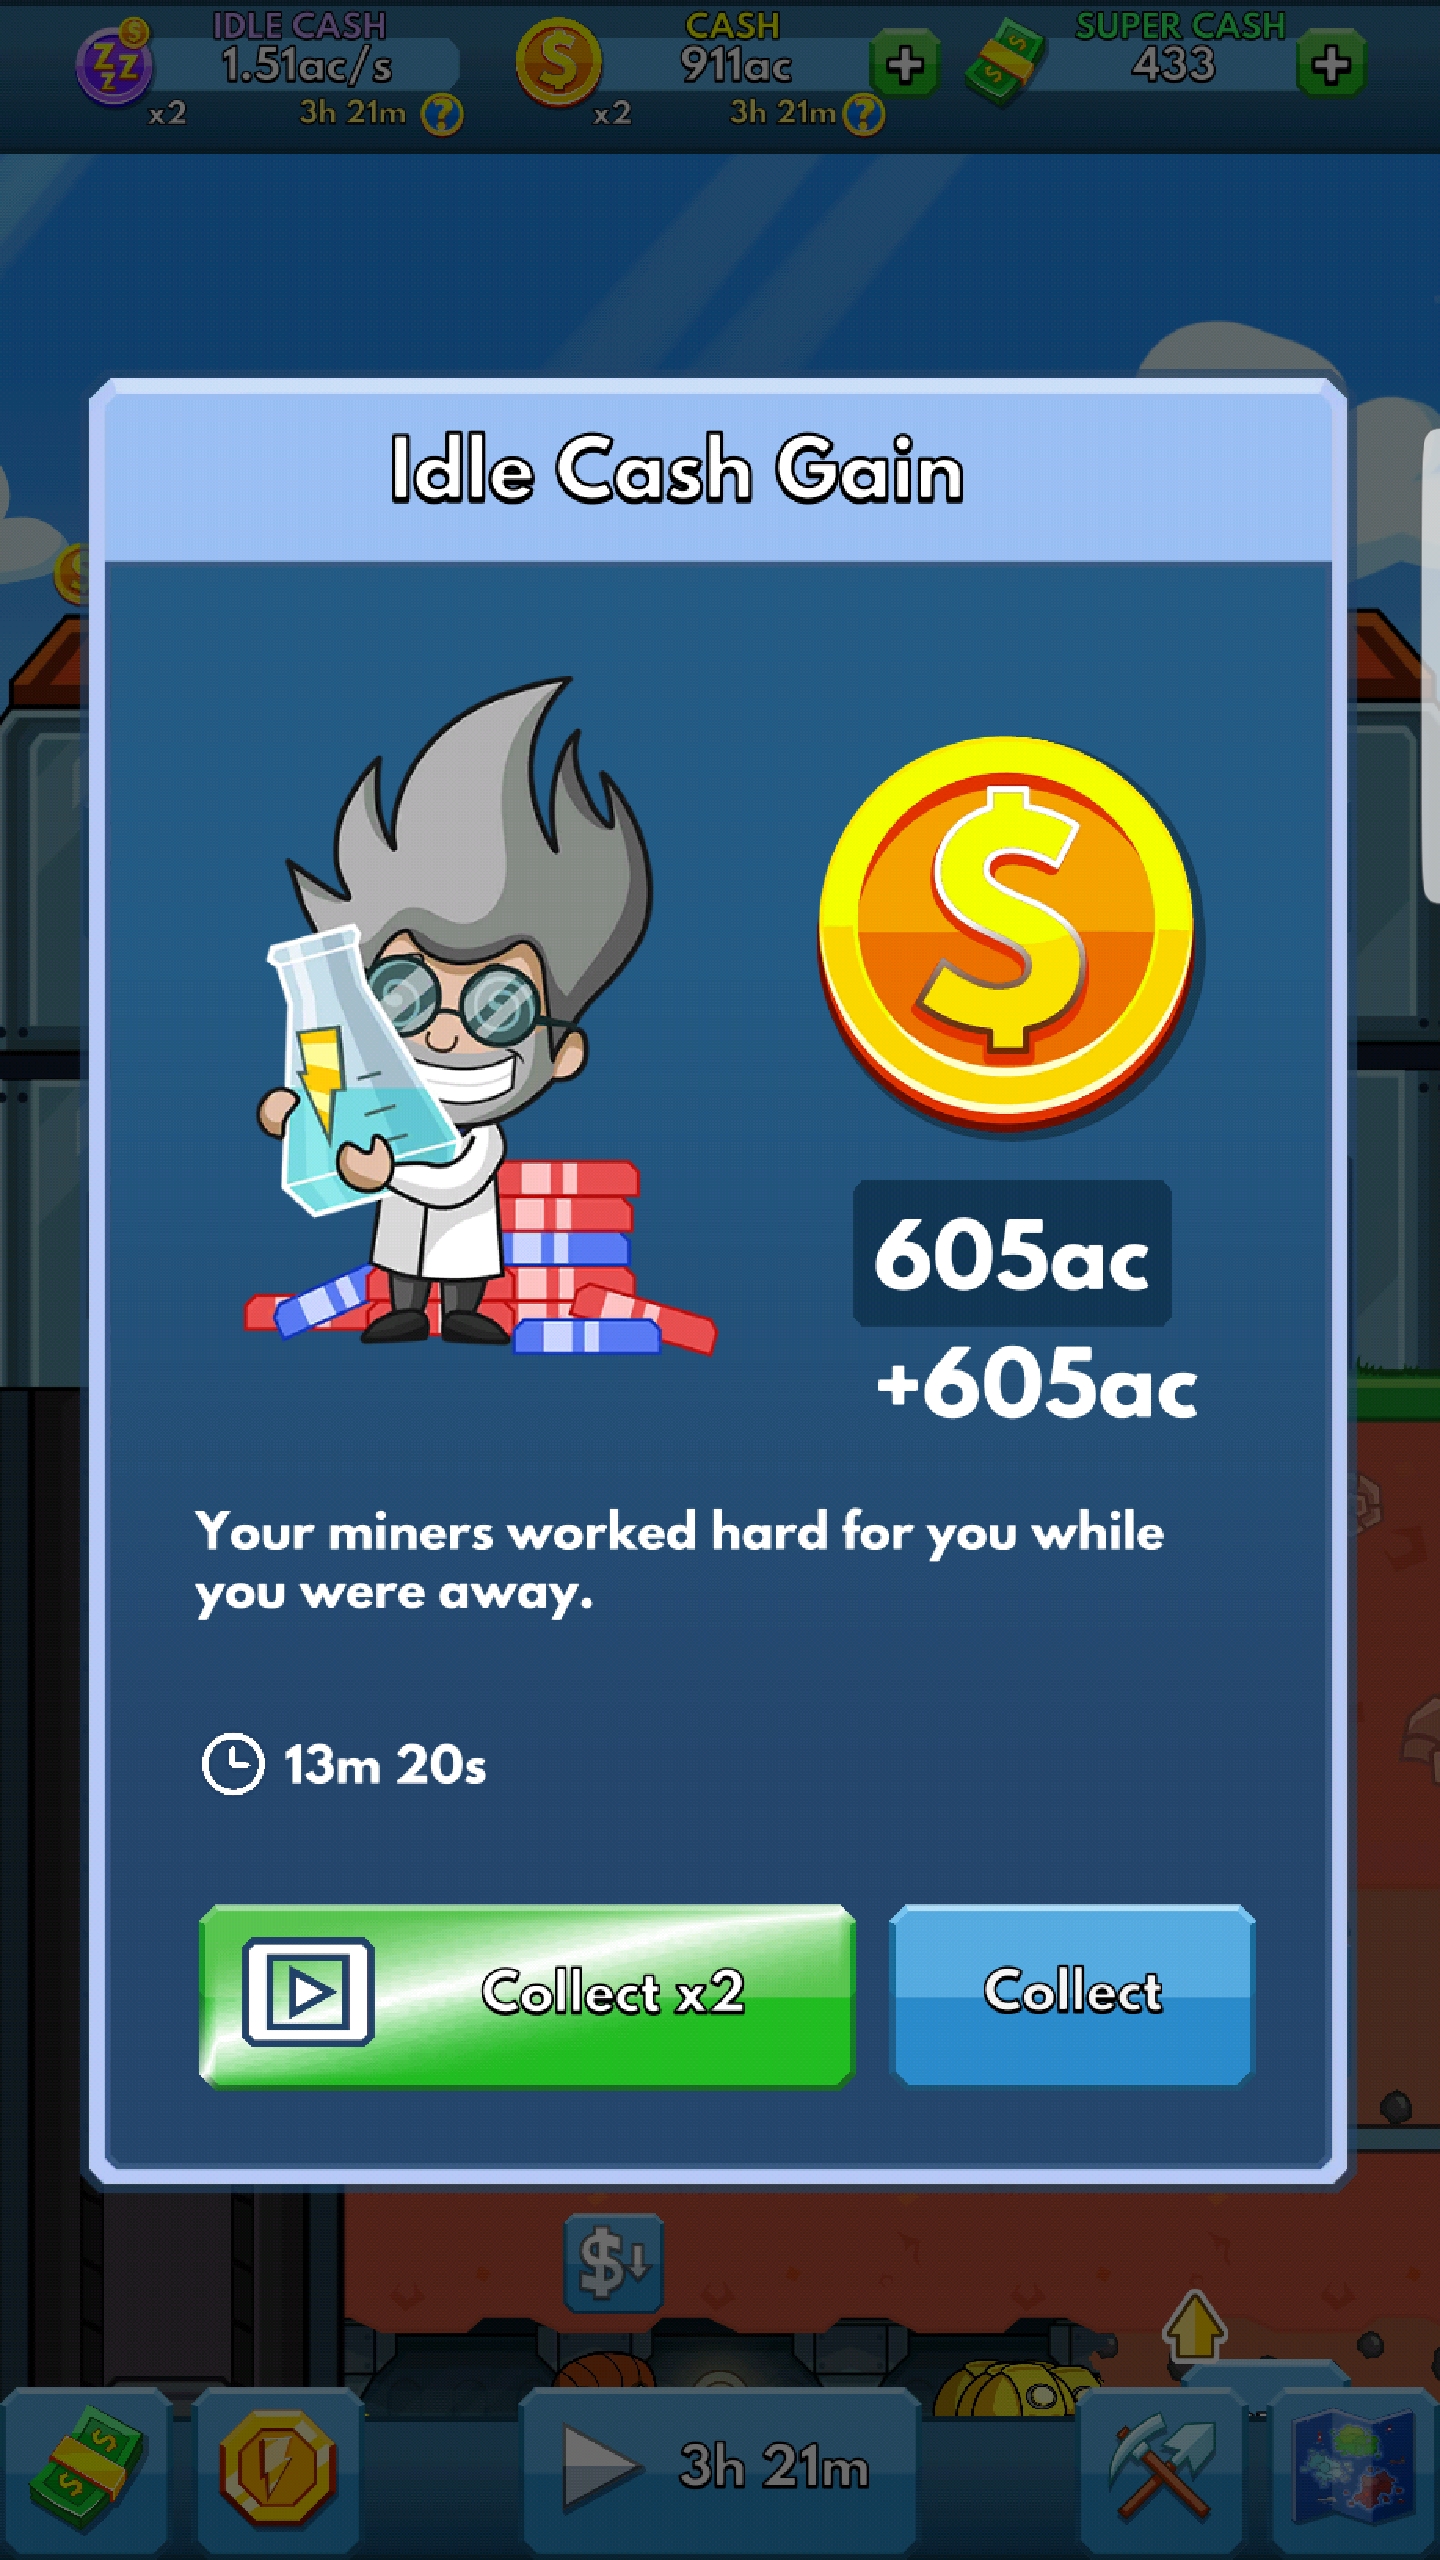 IDLE CASH
1.51ac/s
x2
3h 21m
?
CASH
911ac
x2
3h 21m
?
SUPER CASH
433
Idle Cash Gain
605ac
+605ac
Your miners worked hard for you while
you were away.
13m 20s
Collect x2
Collect
3h 21m